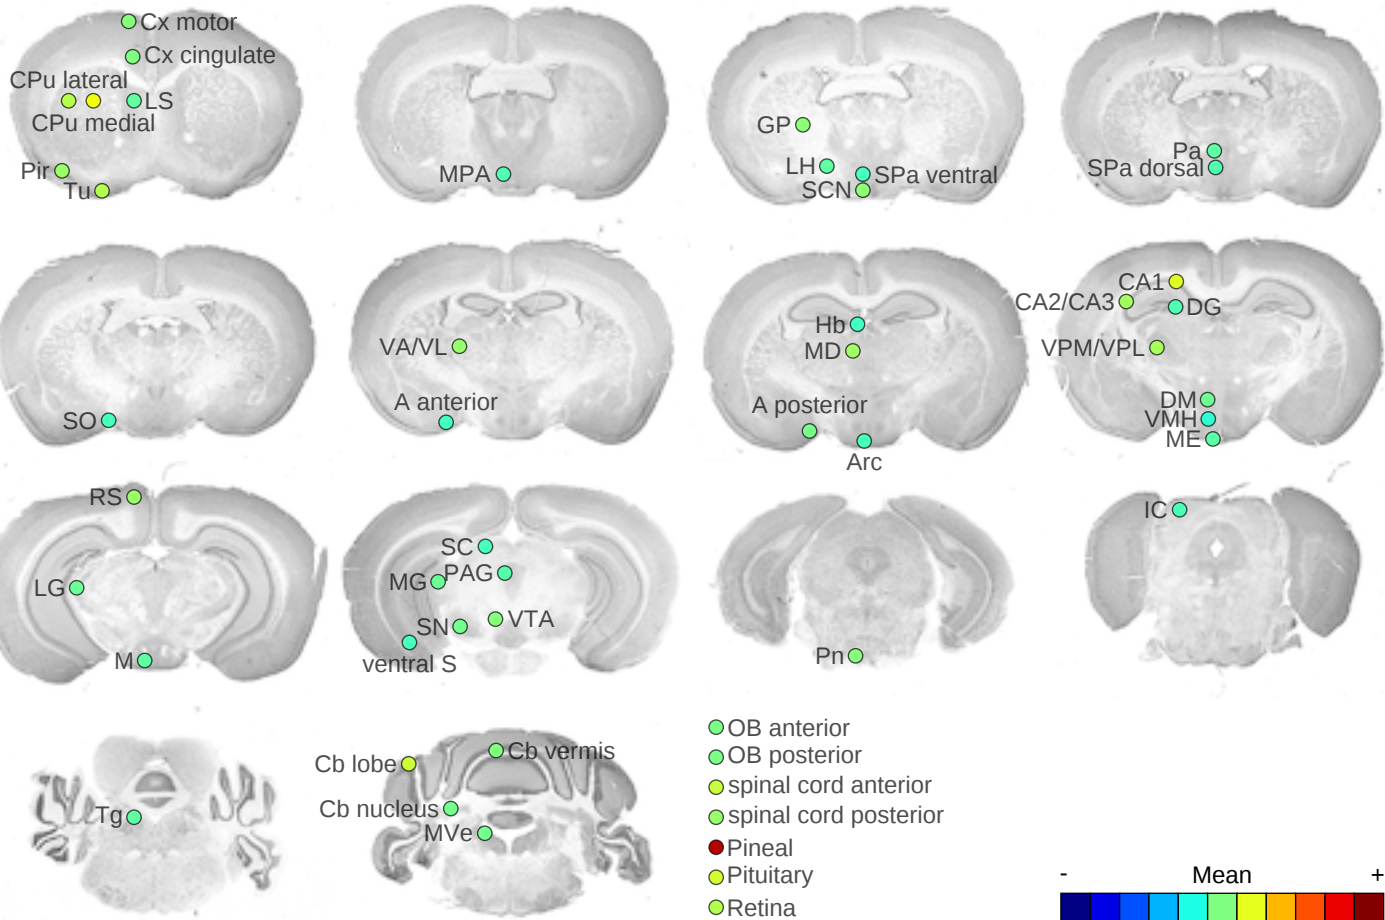 Cx motor
Cx cingulate
CPu lateral
LS
CPu medial
Pir
Tu
MPA
GP
LH
SPa ventral
SCN
Pa
SPa dorsal
SO
VA/VL
A anterior
Hb
MD
A posterior
Arc
CA1
CA2/CA3
DG
VPM/VPL
DM
VMH
ME
RS
LG
M
SC
MG
PAG
SN
VTA
ventral S
Pn
IC
Tg
Cb lobe
Cb vermis
Cb nucleus
MVe
OB anterior
OB posterior
spinal cord anterior
spinal cord posterior
Pineal
Pituitary
Retina
- Mean +